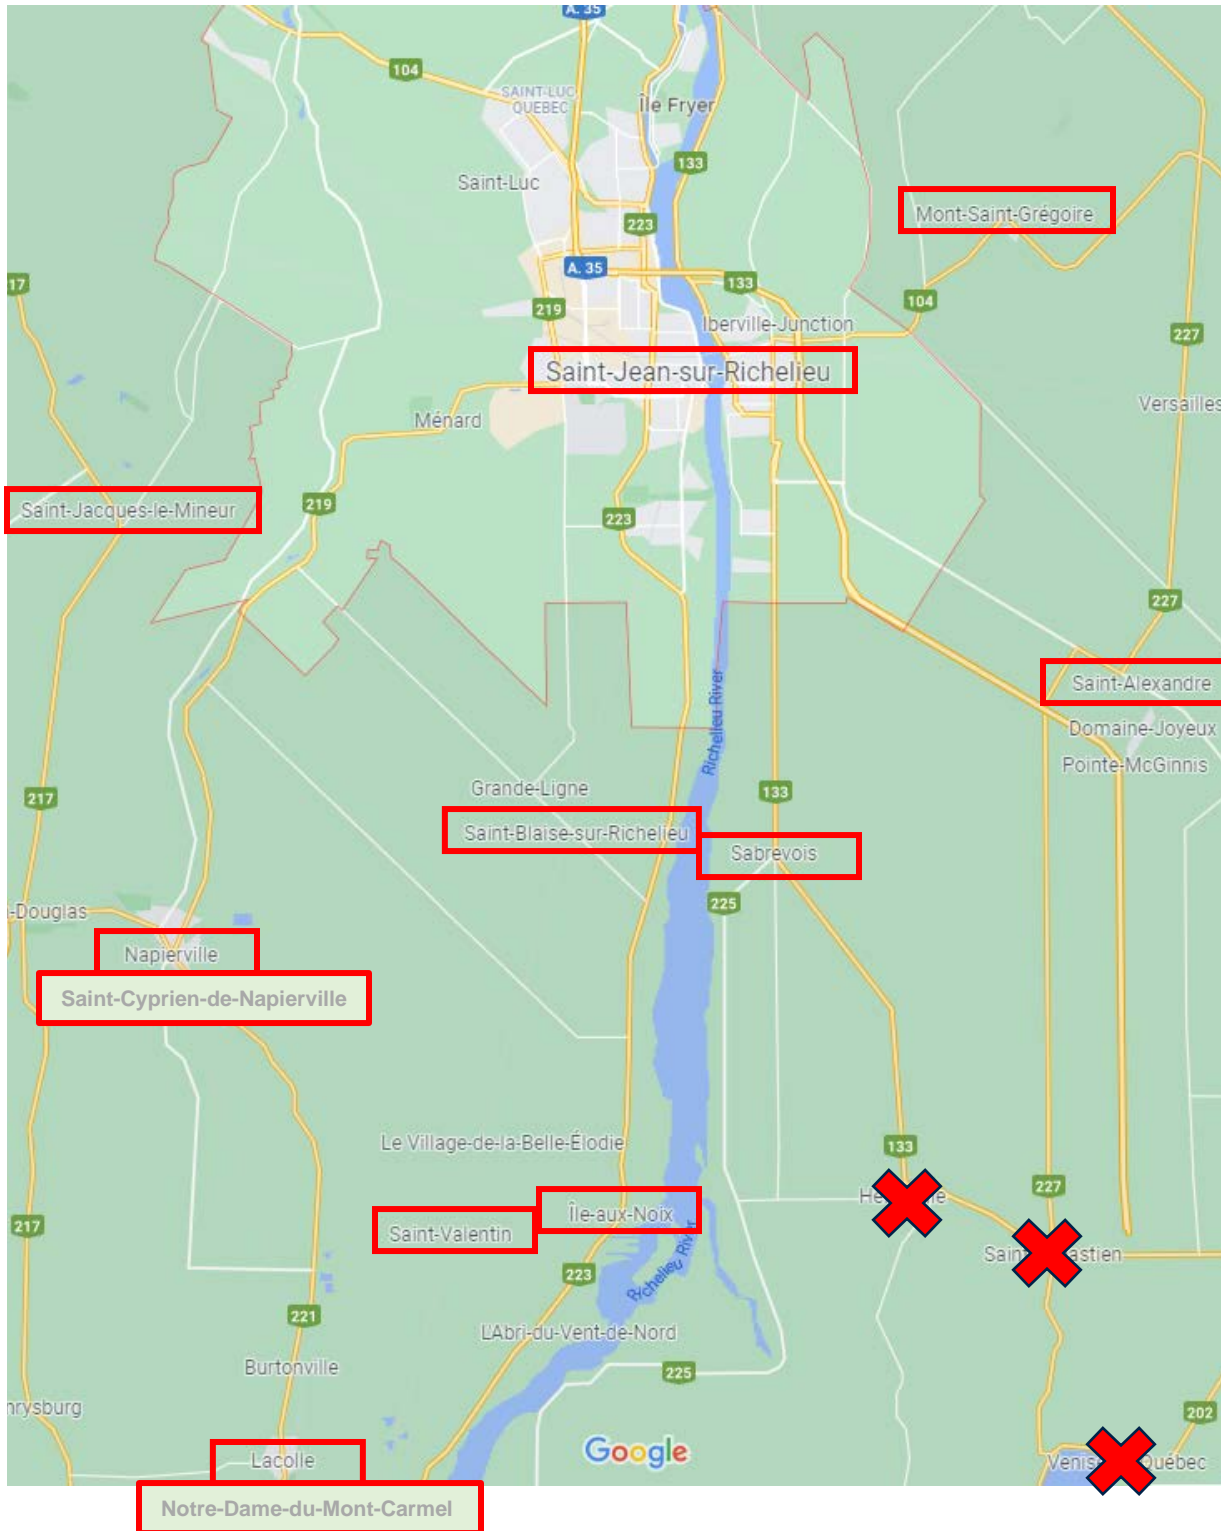 A. 35
104
SAINT-LUC
QUEBEC
Île Fryer
133
Saint-Luc
Mont-Saint-Grégoire
223
A. 35
17
133
104
219
Iberville-Junction
227
Saint-Jean-sur-Richelieu
Versailles
Ménard
219
Saint-Jacques-le-Mineur
223
227
Saint-Alexandre
Richelieu River
Domaine-Joyeux
Pointe-McGinnis
Grande-Ligne
133
217
Saint-Blaise-sur-Richelieu
Sabrevois
225
-Douglas
Napierville
Saint-Cyprien-de-Napierville
Le Village-de-la-Belle-Élodie
133
227
Île-aux-Noix
217
Saint-Valentin
Richelieu River
223
221
L'Abri-du-Vent-de-Nord
Burtonville
225
nrysburg
202
Google
Lacolle
Québec
Notre-Dame-du-Mont-Carmel